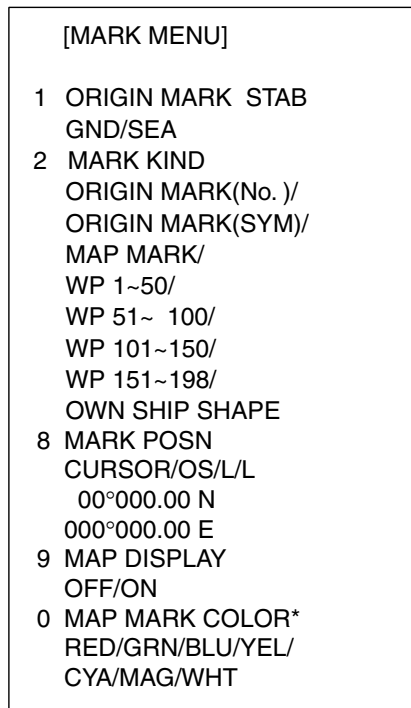 [MARK MENU]
1 ORIGIN MARK STAB
GND/SEA
2 MARK KIND
ORIGIN MARK(No. )/
ORIGIN MARK(SYM)/
MAP MARK/
WP 1~50/
WP 51~ 100/
WP 101~150/
WP 151~198/
OWN SHIP SHAPE
8 MARK POSN
CURSOR/OS/L/L
00°000.00 N
000°000.00 E
9 MAP DISPLAY
OFF/ON
0 MAP MARK COLOR*
RED/GRN/BLU/YEL/
CYA/MAG/WHT